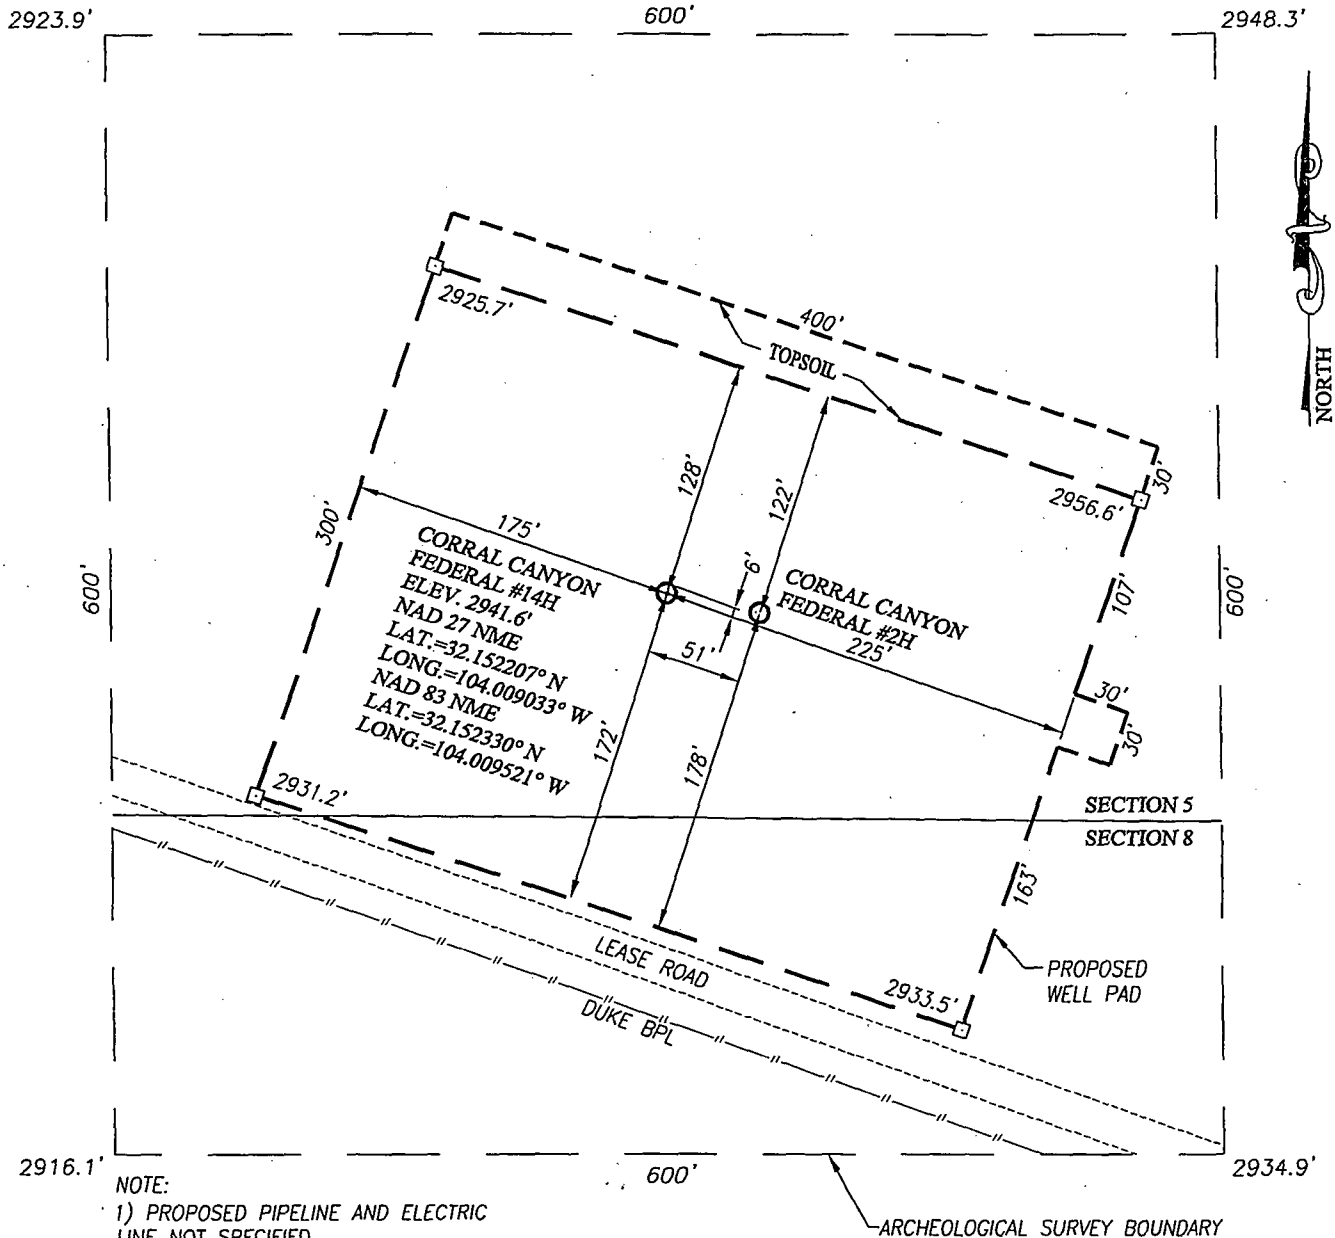 2923.9'
600'
2948.3'
NORTH
2925.7'
400'
TOPSOIL
30'
2956.6'
128'
122'
300'
175'
6'
107'
600'
600'
CORRAL CANYON
FEDERAL #14H
ELEV. 2941.6'
NAD 27 NME
LAT.=32.152207° N
LONG.=104.009033° W
NAD 83 NME
LAT.=32.152330° N
LONG.=104.009521° W
CORRAL CANYON
FEDERAL #2H
225'
51'
30'
30'
172'
178'
2931.2'
SECTION 5
SECTION 8
163'
LEASE ROAD
DUKE BPL
2933.5'
PROPOSED
WELL PAD
2916.1'
600'
2934.9'
NOTE:
1) PROPOSED PIPELINE AND ELECTRIC
LINE NOT SPECIFIED
ARCHEOLOGICAL SURVEY BOUNDARY